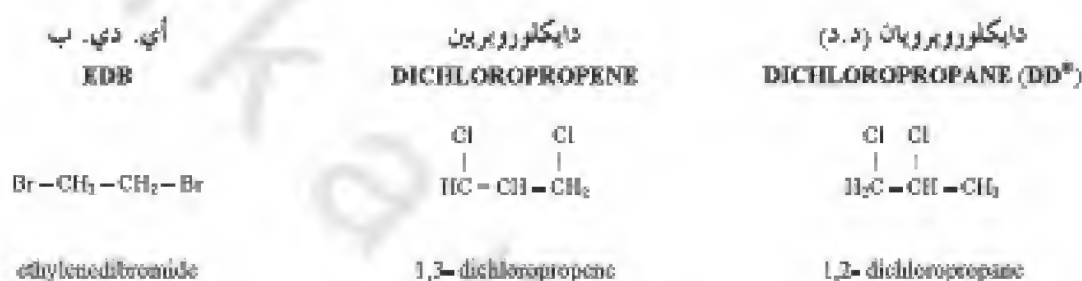 أي. دي. ب    دايكلوروبروبين    دايكلوروبروبان (د.د)
EDB    DICHLOROPROPENE    DICHLOROPROPANE (DD®)
Cl    Cl    Cl    Cl
Br – CH₂ – CH₂ – Br    HC = CH – CH₂    H₂C – CH – CH₃
ethylenedibromide    1,3- dichloropropene    1,2- dichloropropane